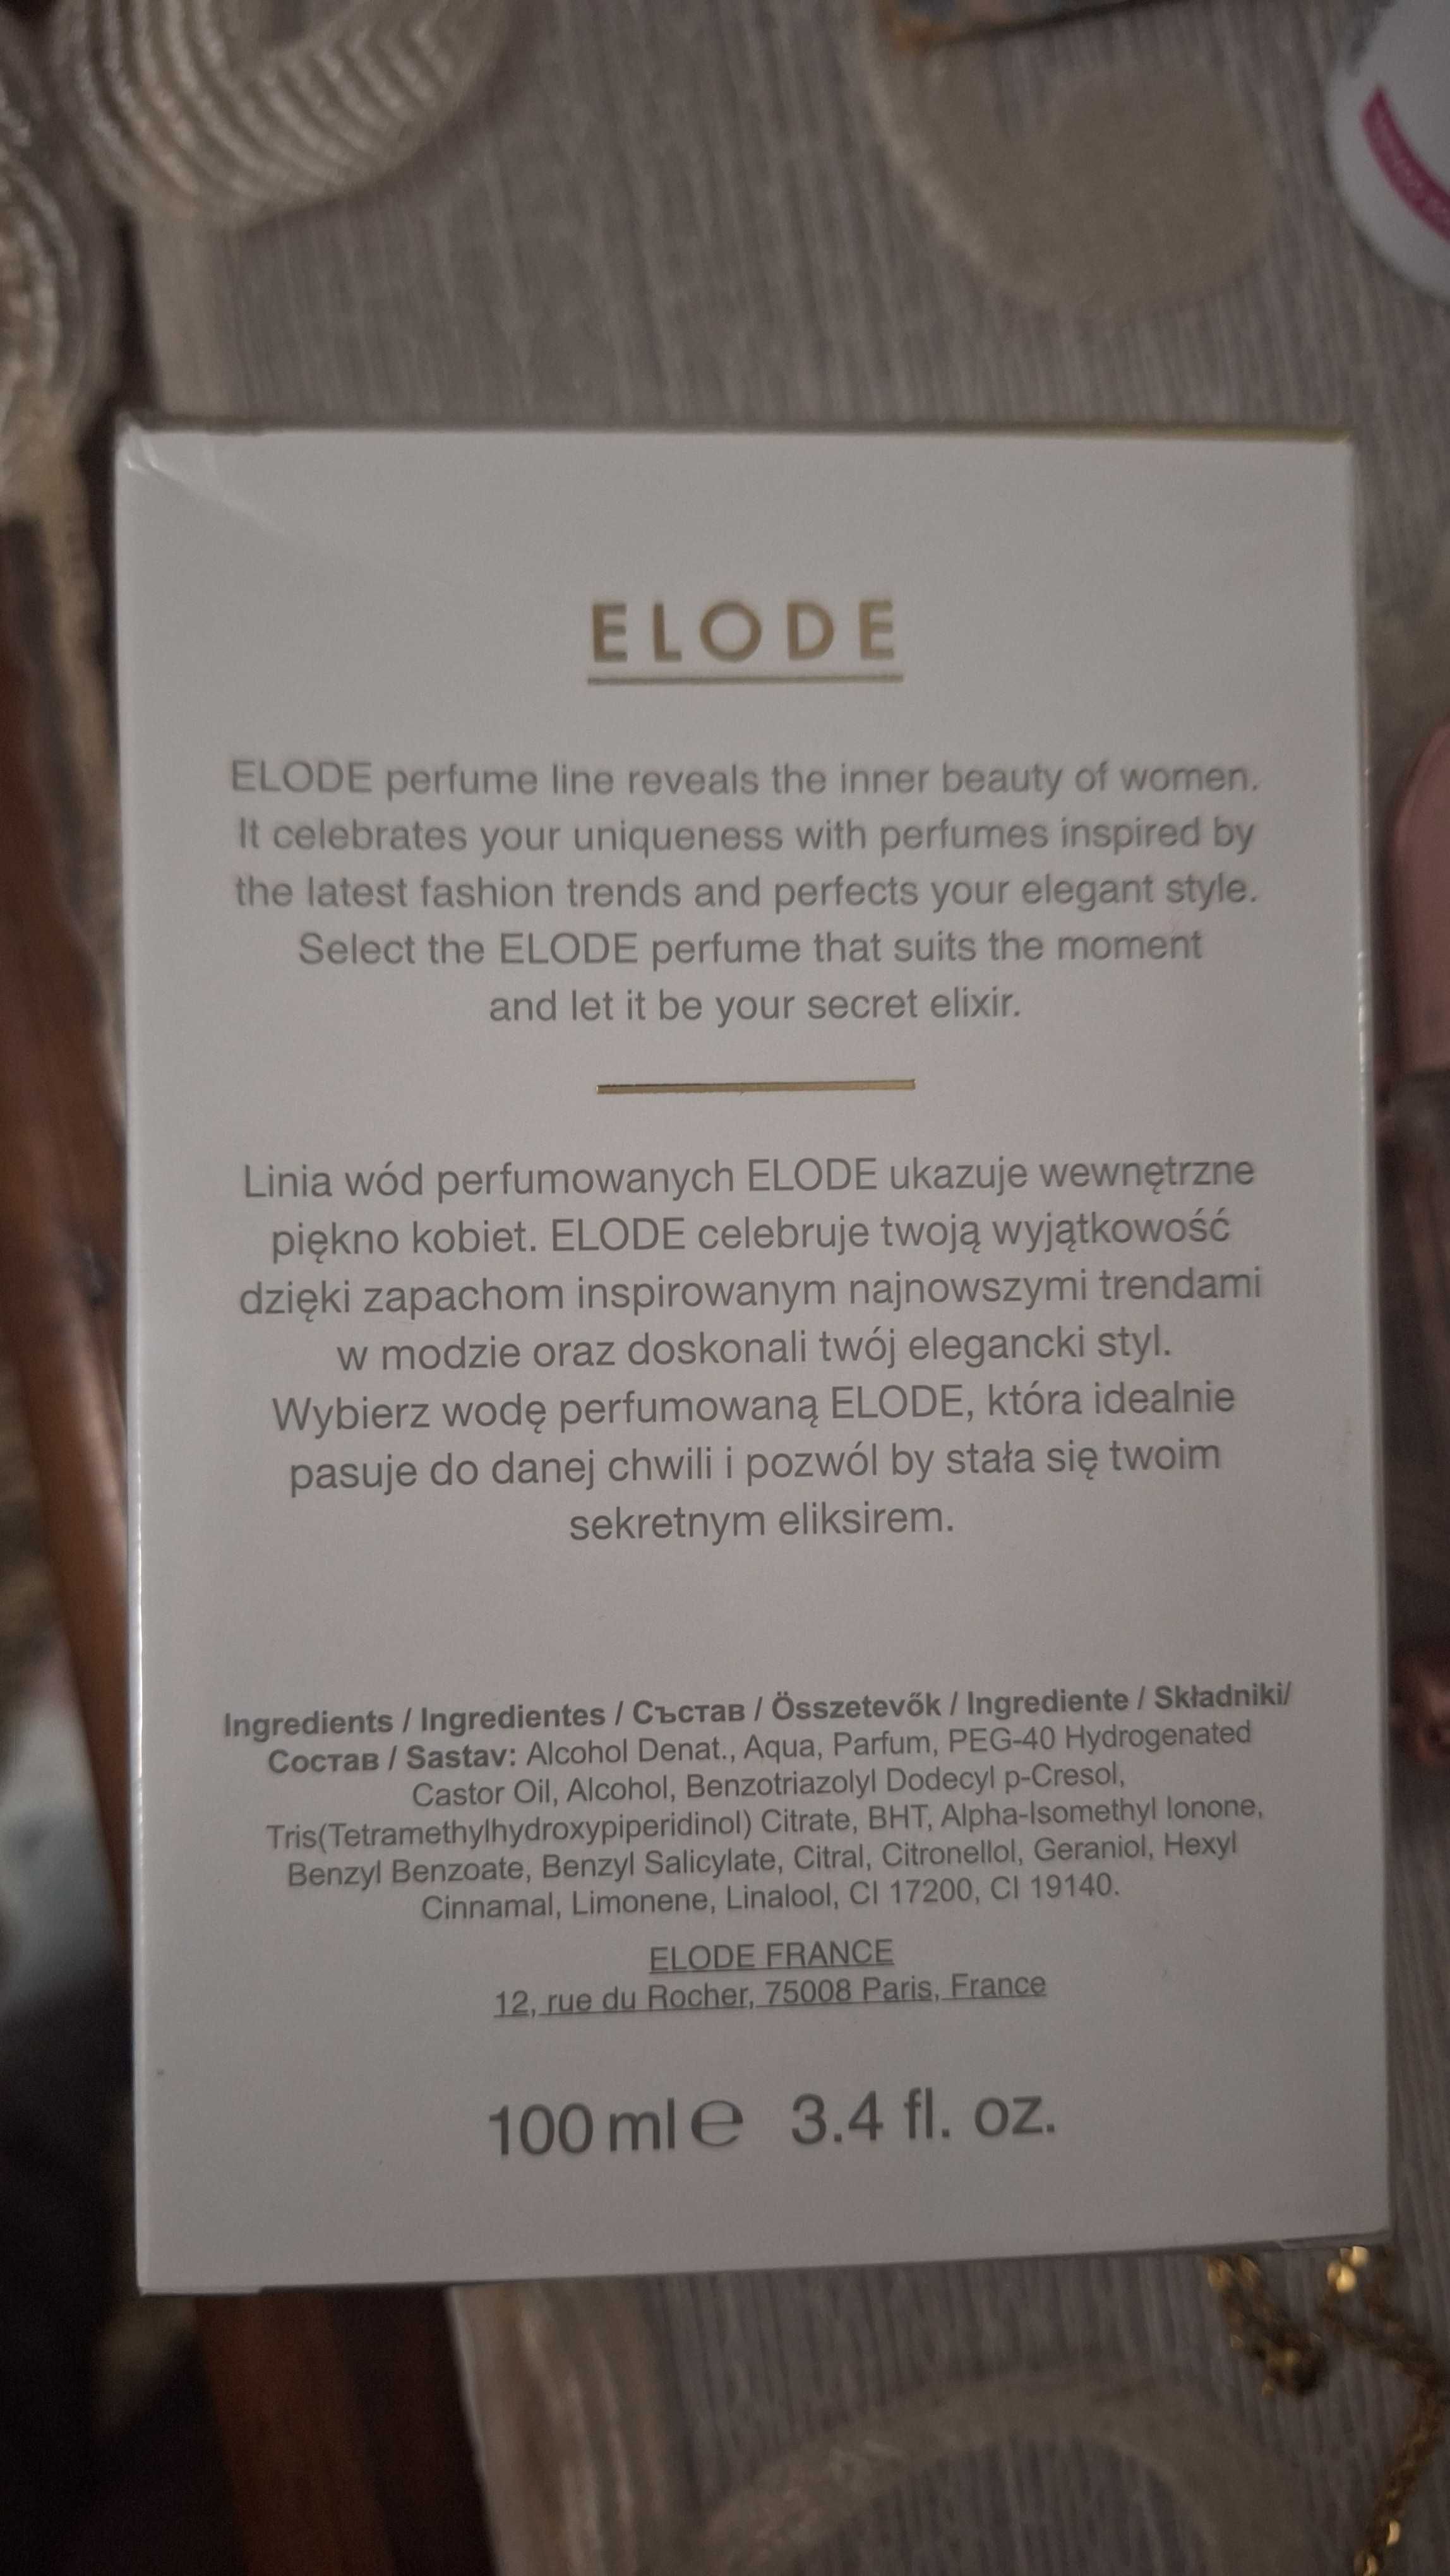 ELODE
ELODE perfume line reveals the inner beauty of women.
It celebrates your uniqueness with perfumes inspired by
the latest fashion trends and perfects your elegant style.
Select the ELODE perfume that suits the moment
and let it be your secret elixir.
Linia wód perfumowanych ELODE ukazuje wewnętrzne
piękno kobiet. ELODE celebruje twoją wyjątkowość
dzięki zapachom inspirowanym najnowszymi trendami
w modzie oraz doskonali twój elegancki styl.
Wybierz wodę perfumowaną ELODE, która idealnie
pasuje do danej chwili i pozwól by stała się twoim
sekretnym eliksirem.
Ingredients / Ingredientes / Състав / Összetevők / Ingrediente / Składniki/
Состав / Sastav: Alcohol Denat., Aqua, Parfum, PEG-40 Hydrogenated
Castor Oil, Alcohol, Benzotriazolyl Dodecyl p-Cresol,
Tris(Tetramethylhydroxypiperidinol) Citrate, BHT, Alpha-Isomethyl Ionone,
Benzyl Benzoate, Benzyl Salicylate, Citral, Citronellol, Geraniol, Hexyl
Cinnamal, Limonene, Linalool, CI 17200, CI 19140.
ELODE FRANCE
12, rue du Rocher, 75008 Paris, France
100 ml e 3.4 fl. oz.